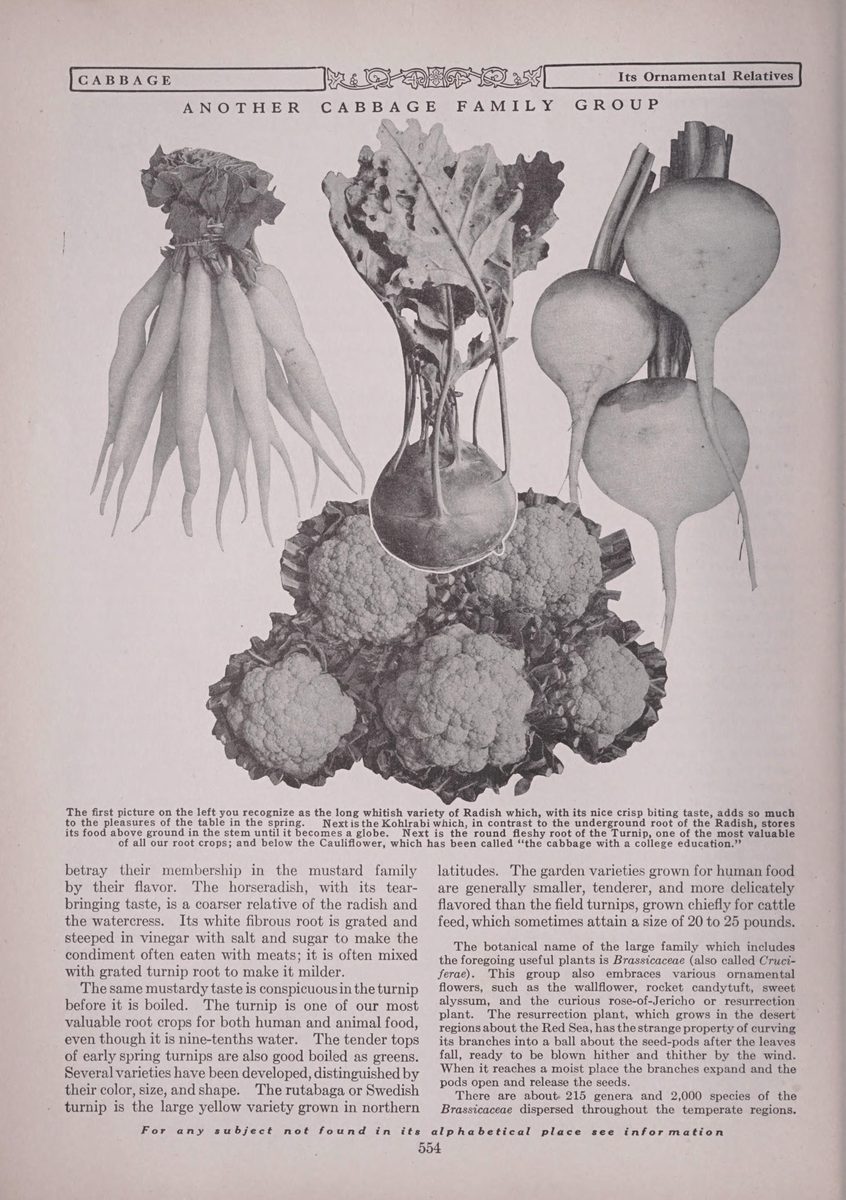 CABBAGE
Its Ornamental Relatives
ANOTHER CABBAGE FAMILY GROUP
The first picture on the left you recognize as the long whitish variety of Radish which, with its nice crisp biting taste, adds so much
to the pleasures of the table in the spring. Next is the Kohlrabi which, in contrast to the underground root of the Radish, stores
its food above ground in the stem until it becomes a globe. Next is the round fleshy root of the Turnip, one of the most valuable
of all our root crops; and below the Cauliflower, which has been called “the cabbage with a college education.”
betray their membership in the mustard family
by their flavor. The horseradish, with its tear-
bringing taste, is a coarser relative of the radish and
the watercress. Its white fibrous root is grated and
steeped in vinegar with salt and sugar to make the
condiment often eaten with meats; it is often mixed
with grated turnip root to make it milder.
The same mustardy taste is conspicuous in the turnip
before it is boiled. The turnip is one of our most
valuable root crops for both human and animal food,
even though it is nine-tenths water. The tender tops
of early spring turnips are also good boiled as greens.
Several varieties have been developed, distinguished by
their color, size, and shape. The rutabaga or Swedish
turnip is the large yellow variety grown in northern
latitudes. The garden varieties grown for human food
are generally smaller, tenderer, and more delicately
flavored than the field turnips, grown chiefly for cattle
feed, which sometimes attain a size of 20 to 25 pounds.
The botanical name of the large family which includes
the foregoing useful plants is Brassicaceae (also called Cruci-
ferae). This group also embraces various ornamental
flowers, such as the wallflower, rocket candytuft, sweet
alyssum, and the curious rose-of-Jericho or resurrection
plant. The resurrection plant, which grows in the desert
regions about the Red Sea, has the strange property of curving
its branches into a ball about the seed-pods after the leaves
fall, ready to be blown hither and thither by the wind.
When it reaches a moist place the branches expand and the
pods open and release the seeds.
There are about 215 genera and 2,000 species of the
Brassicaceae dispersed throughout the temperate regions.
For any subject not found in its alphabetical place see information
554